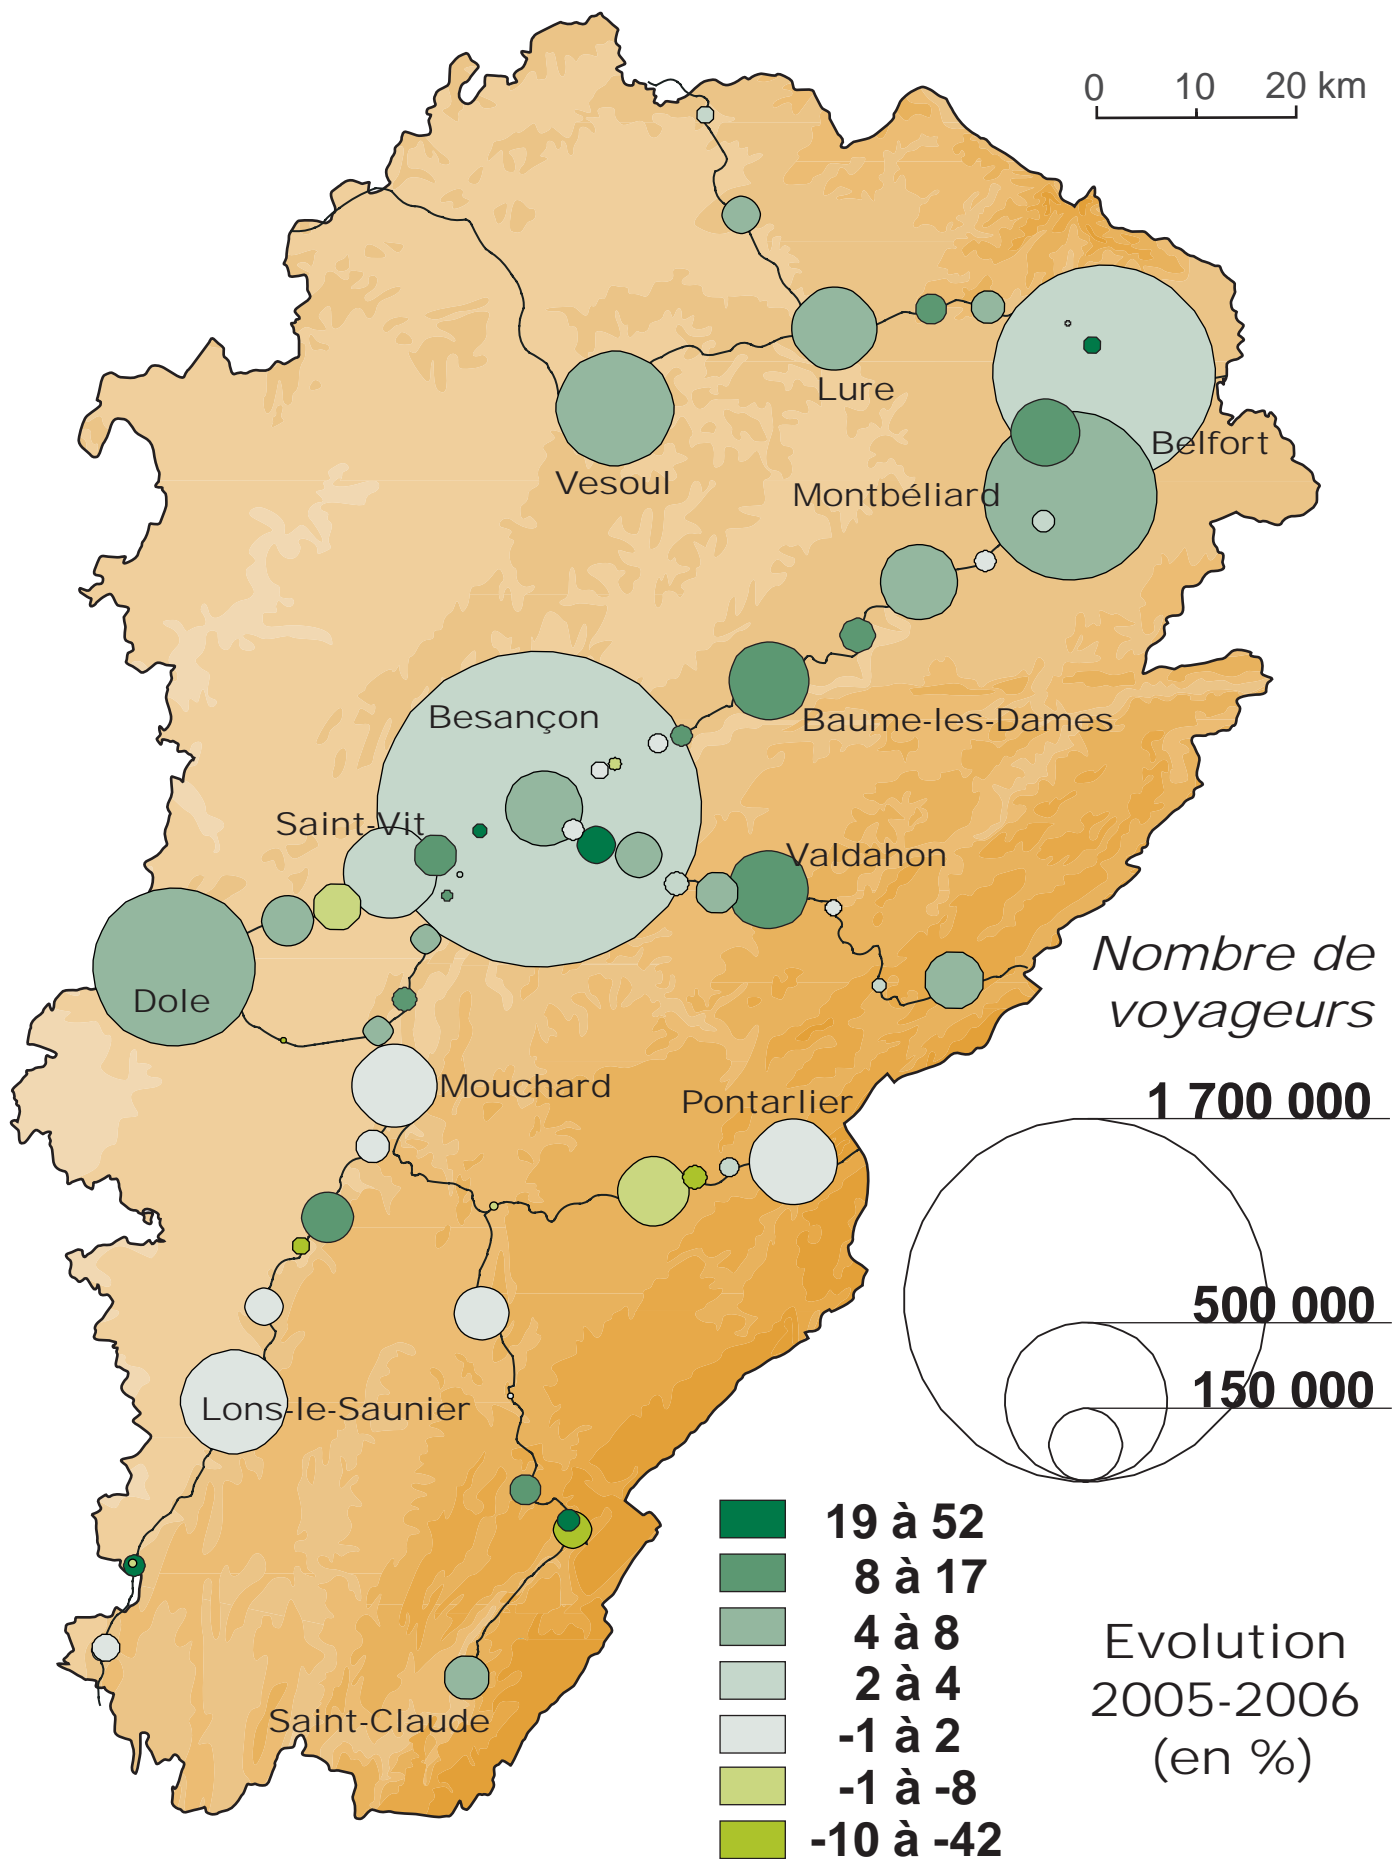 0 10 20 km
Lure
Belfort
Vesoul
Montbéliard
Besançon
Baume-les-Dames
Saint-Vit
Valdahon
Dole
Nombre de
voyageurs
Mouchard
Pontarlier
1 700 000
500 000
150 000
Lons-le-Saunier
Saint-Claude
19 à 52
8 à 17
4 à 8
2 à 4
-1 à 2
-1 à -8
-10 à -42
Evolution
2005-2006
(en %)